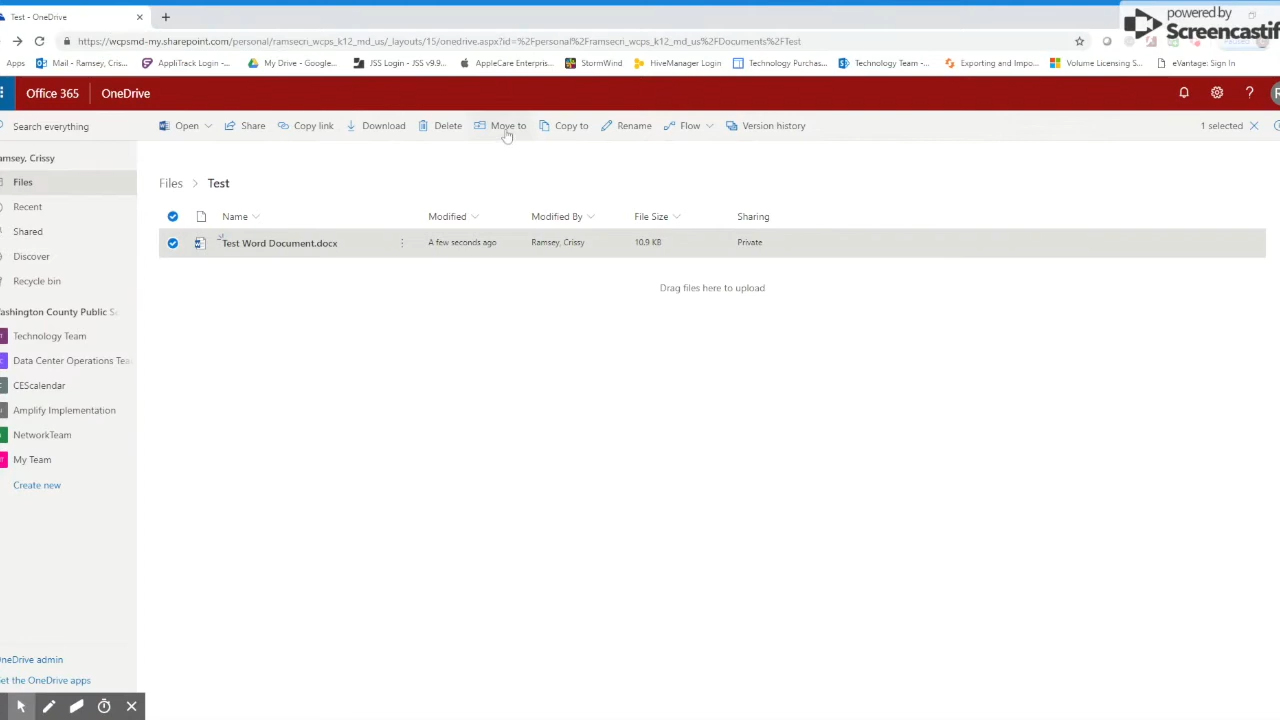 Test - OneDrive
powered by
Screencastif
https://wcpsmd-my.sharepoint.com/personal/ramsecri_wcps_k12_md_us/_layouts/15/onedrive.aspx?id=%2Fpersonal%2Framsecri_wcps_k12_md_us%2FDocuments%2FTest
Apps Mail - Ramsey, Cris... AppliTrack Login -... My Drive - Google... JSS Login - JSS v9.9... AppleCare Enterpris... StormWind HiveManager Login Technology Purchas... Technology Team -... Exporting and Impo... Volume Licensing S... eVantage: Sign In
Office 365 OneDrive ?
Search everything Open Share Copy link Download Delete Move to Copy to Rename Flow Version history 1 selected
amsey, Crissy
Files
Recent
Shared
Discover
Recycle bin
ashington County Public Sc
Technology Team
Data Center Operations Tea
CEScalendar
Amplify Implementation
NetworkTeam
My Team
Create new
neDrive admin
et the OneDrive apps
Files > Test
Name Modified Modified By File Size Sharing
Test Word Document.docx A few seconds ago Ramsey, Crissy 10.9 KB Private
Drag files here to upload